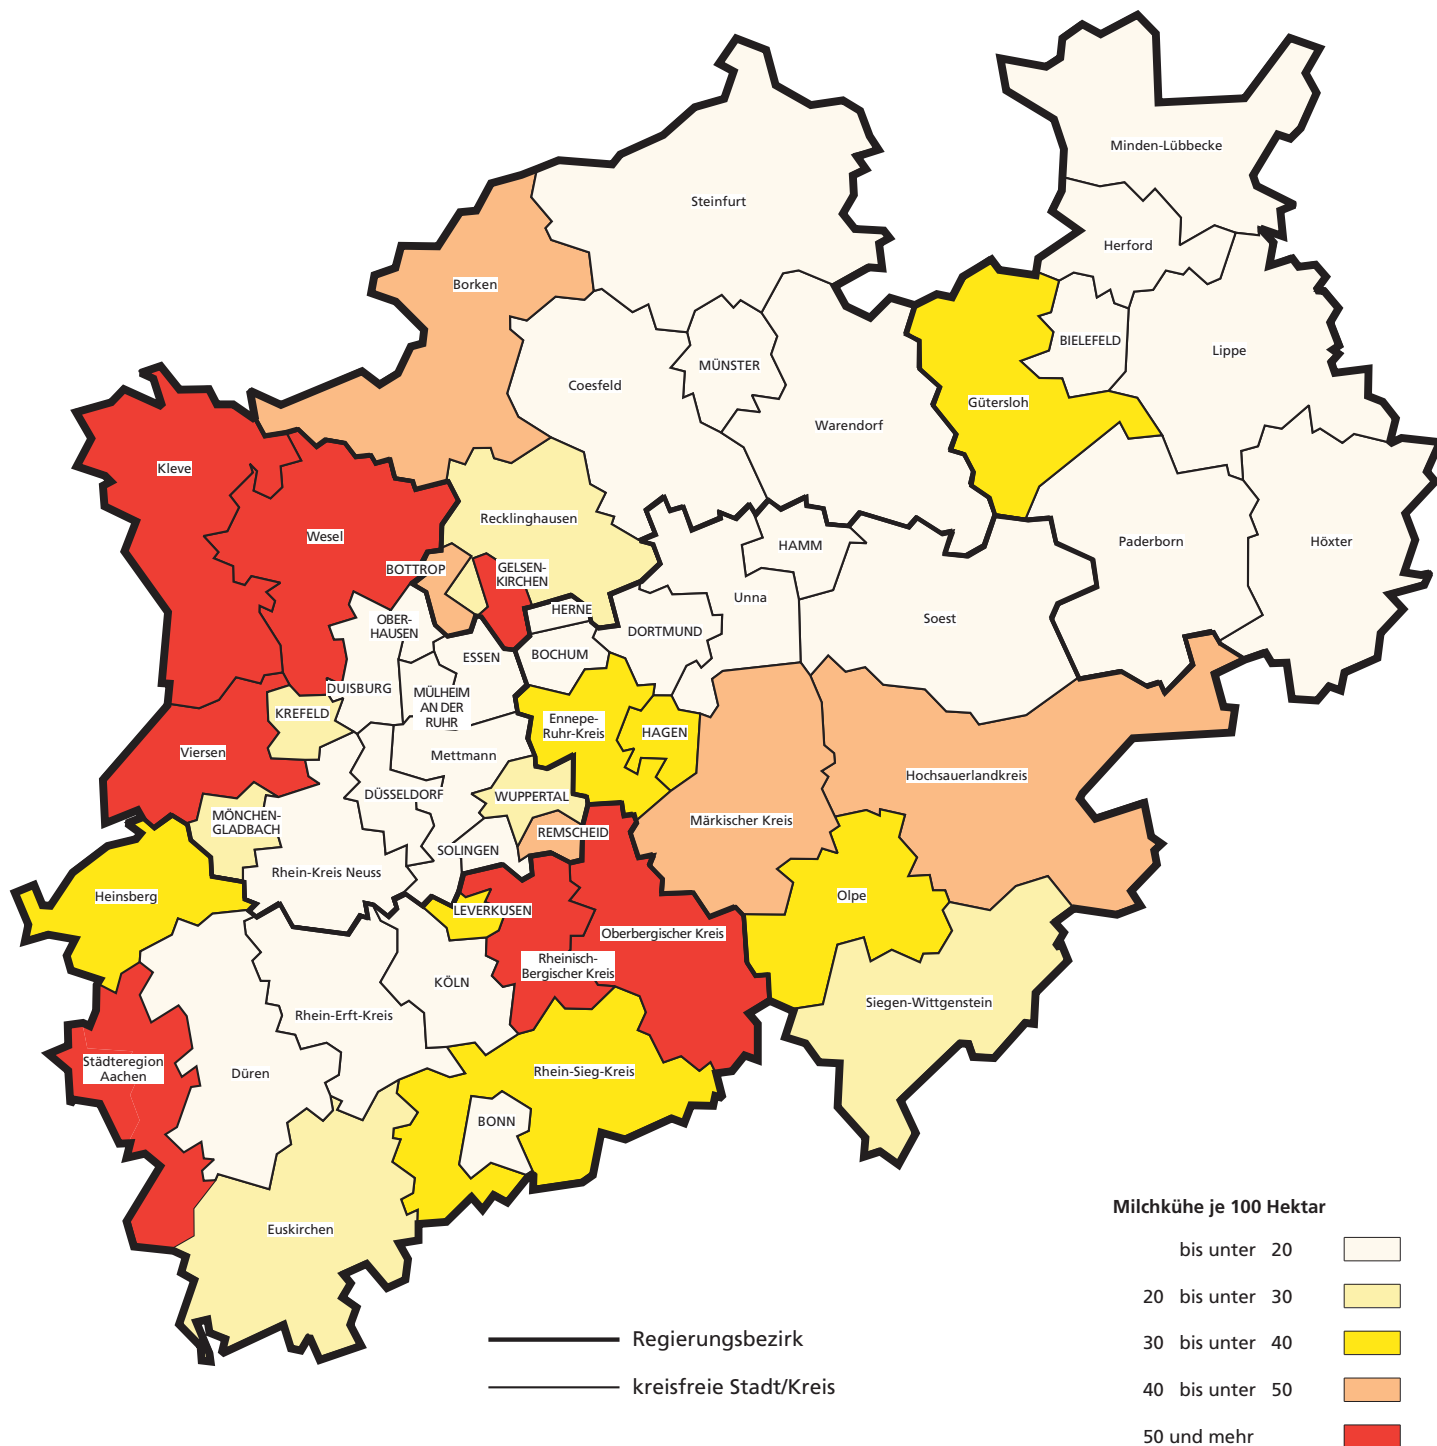 Minden-Lübbecke
Steinfurt
Herford
Borken
BIELEFELD
Lippe
MÜNSTER
Coesfeld
Gütersloh
Warendorf
Kleve
Recklinghausen
Wesel
HAMM
Paderborn
Höxter
BOTTROP
GELSEN-
KIRCHEN
Unna
HERNE
Soest
OBER-
HAUSEN
DORTMUND
ESSEN
BOCHUM
DUISBURG
MÜLHEIM
AN DER
RUHR
KREFELD
Ennepe-
Ruhr-Kreis
HAGEN
Viersen
Mettmann
Hochsauerlandkreis
DÜSSELDORF
WUPPERTAL
MÖNCHEN-
GLADBACH
Märkischer Kreis
REMSCHEID
SOLINGEN
Rhein-Kreis Neuss
Heinsberg
Olpe
LEVERKUSEN
Oberbergischer Kreis
Rheinisch-
Bergischer Kreis
KÖLN
Siegen-Wittgenstein
Rhein-Erft-Kreis
Städteregion
Aachen
Düren
Rhein-Sieg-Kreis
BONN
Euskirchen
Milchkühe je 100 Hektar
bis unter 20
20 bis unter 30
30 bis unter 40
40 bis unter 50
50 und mehr
Regierungsbezirk
kreisfreie Stadt/Kreis